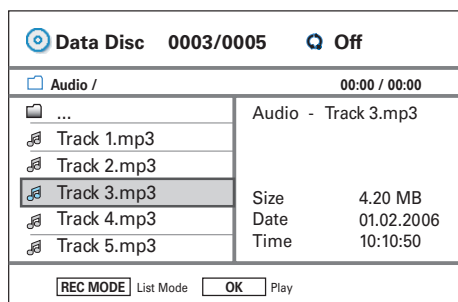 Data Disc 0003/0005 Off
Audio / 00:00 / 00:00
...
Track 1.mp3
Track 2.mp3
Track 3.mp3
Track 4.mp3
Track 5.mp3
Audio - Track 3.mp3
Size 4.20 MB
Date 01.02.2006
Time 10:10:50
REC MODE List Mode OK Play